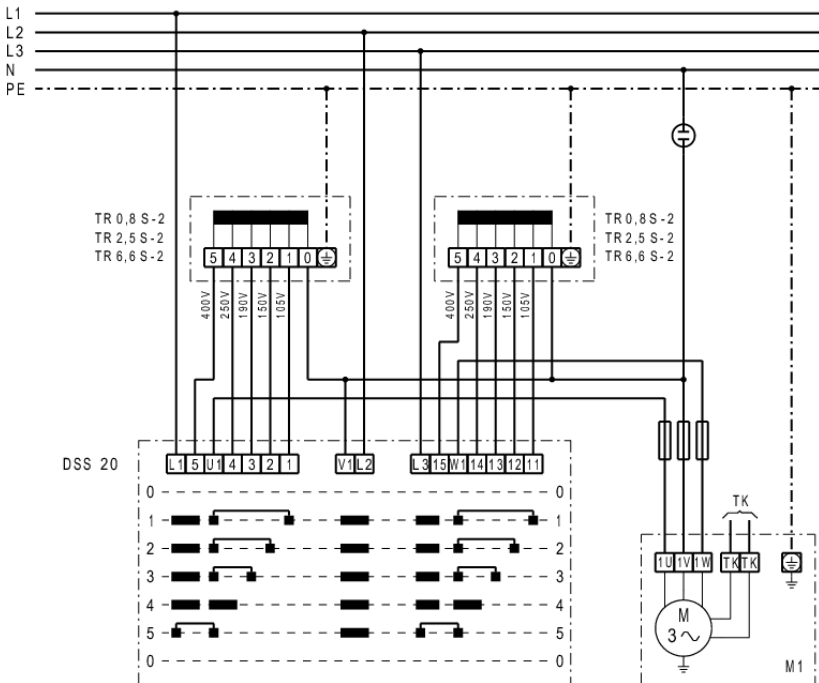 L1
L2
L3
N
PE
TR 0,8 S-2
TR 2,5 S-2
TR 6,6 S-2
5 4 3 2 1 0
400V 250V 190V 150V 105V
5 4 3 2 1 0
400V 250V 190V 150V 105V
TR 0,8 S-2
TR 2,5 S-2
TR 6,6 S-2
DSS 20
L1 5 U1 4 3 2 1
V1 L2
L3 15 W1 14 13 12 11
0 0
1 1
2 2
3 3
4 4
5 5
0 0
TK
1U 1V 1W TK TK
M
3
M1